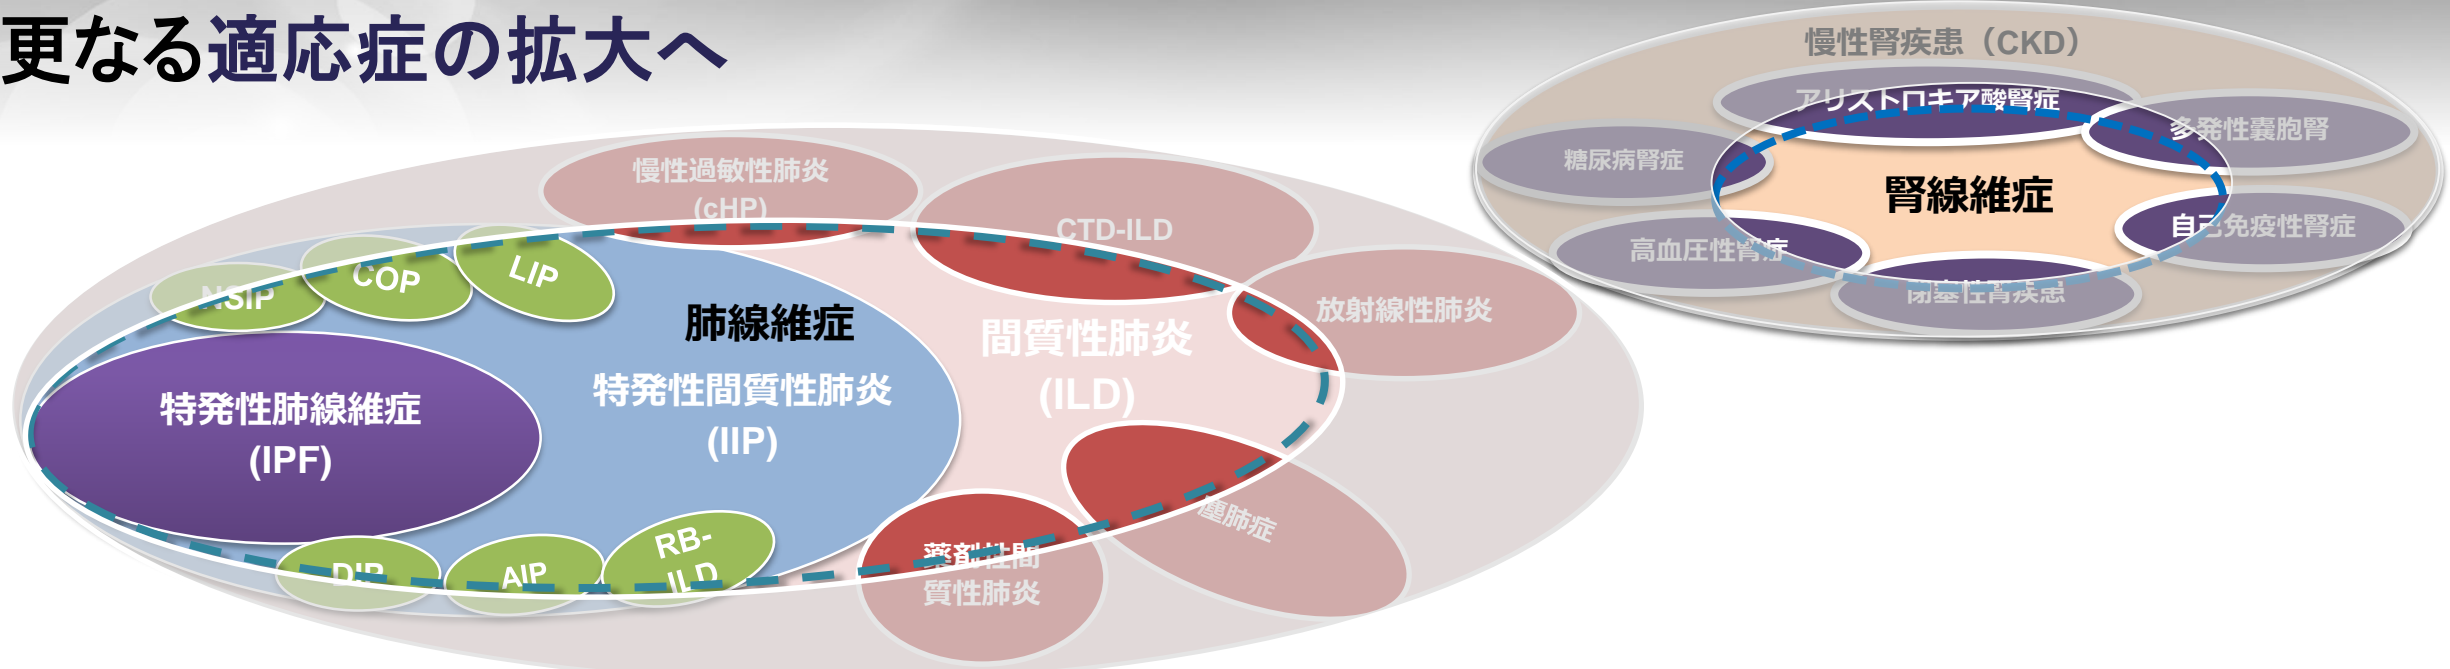 更なる適応症の拡大へ
慢性腎疾患（CKD）
アリストロキア酸腎症
多発性嚢胞腎
糖尿病腎症
腎線維症
自己免疫性腎症
高血圧性腎症
閉塞性腎疾患
慢性過敏性肺炎
(cHP)
CTD-ILD
放射線性肺炎
NSIP
COP
LIP
肺線維症
間質性肺炎
(ILD)
特発性間質性肺炎
(IIP)
特発性肺線維症
(IPF)
塵肺症
薬剤性間
質性肺炎
RB-
ILD
AIP
DIP